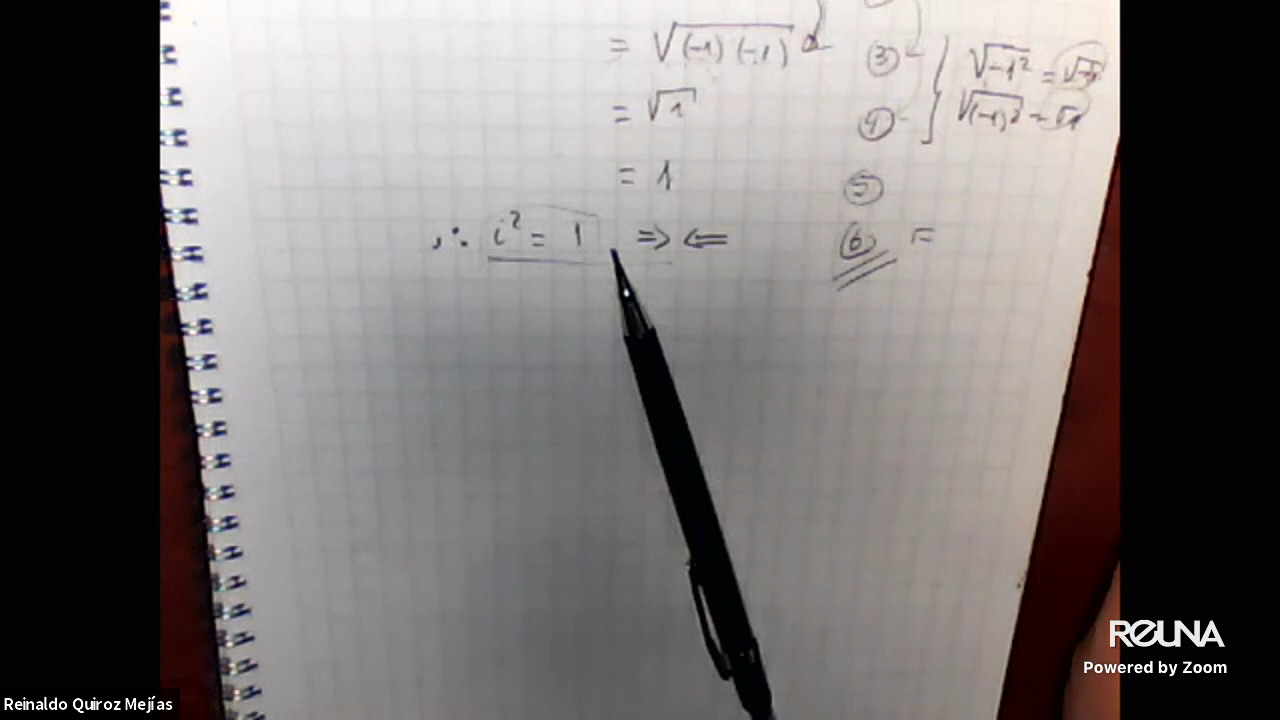 = √(-1)(-1) ③ √-1² = √-1
= √1 ④ √(-1)² = √1
= 1 ⑤
∴ i² = 1 ⇒ ⇐ ⑥ =
REUNA
Powered by Zoom
Reinaldo Quiroz Mejías